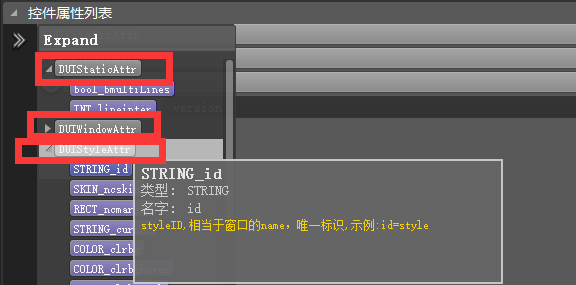 控件属性列表
Expand
DUIStaticAttr
bool_bmultiLines
INT_lineinter
version
DUIWindowAttr
DUIStyleAttr
STRING_id
SKIN_ncski
RECT_ncmar
STRING_cur
COLOR_clrb
COLOR_clrb
STRING_id
类型: STRING
名字: id
styleID,相当于窗口的name，唯一标识,示例:id=style